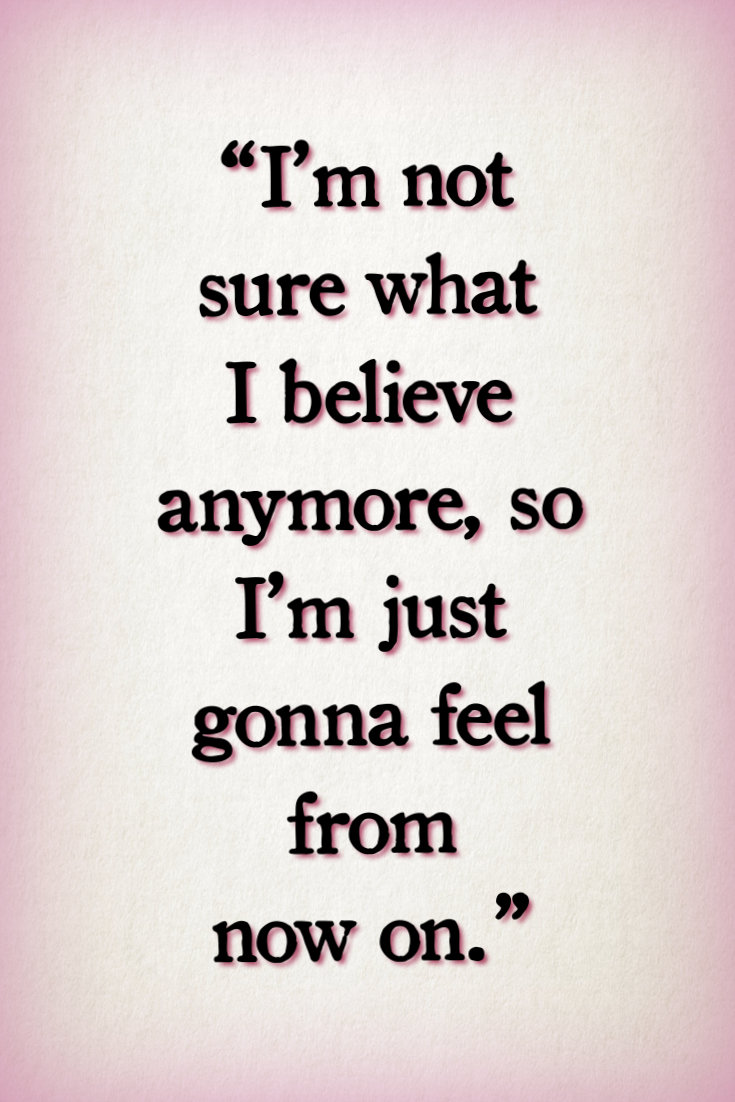 “I’m not
sure what
I believe
anymore, so
I’m just
gonna feel
from
now on.”